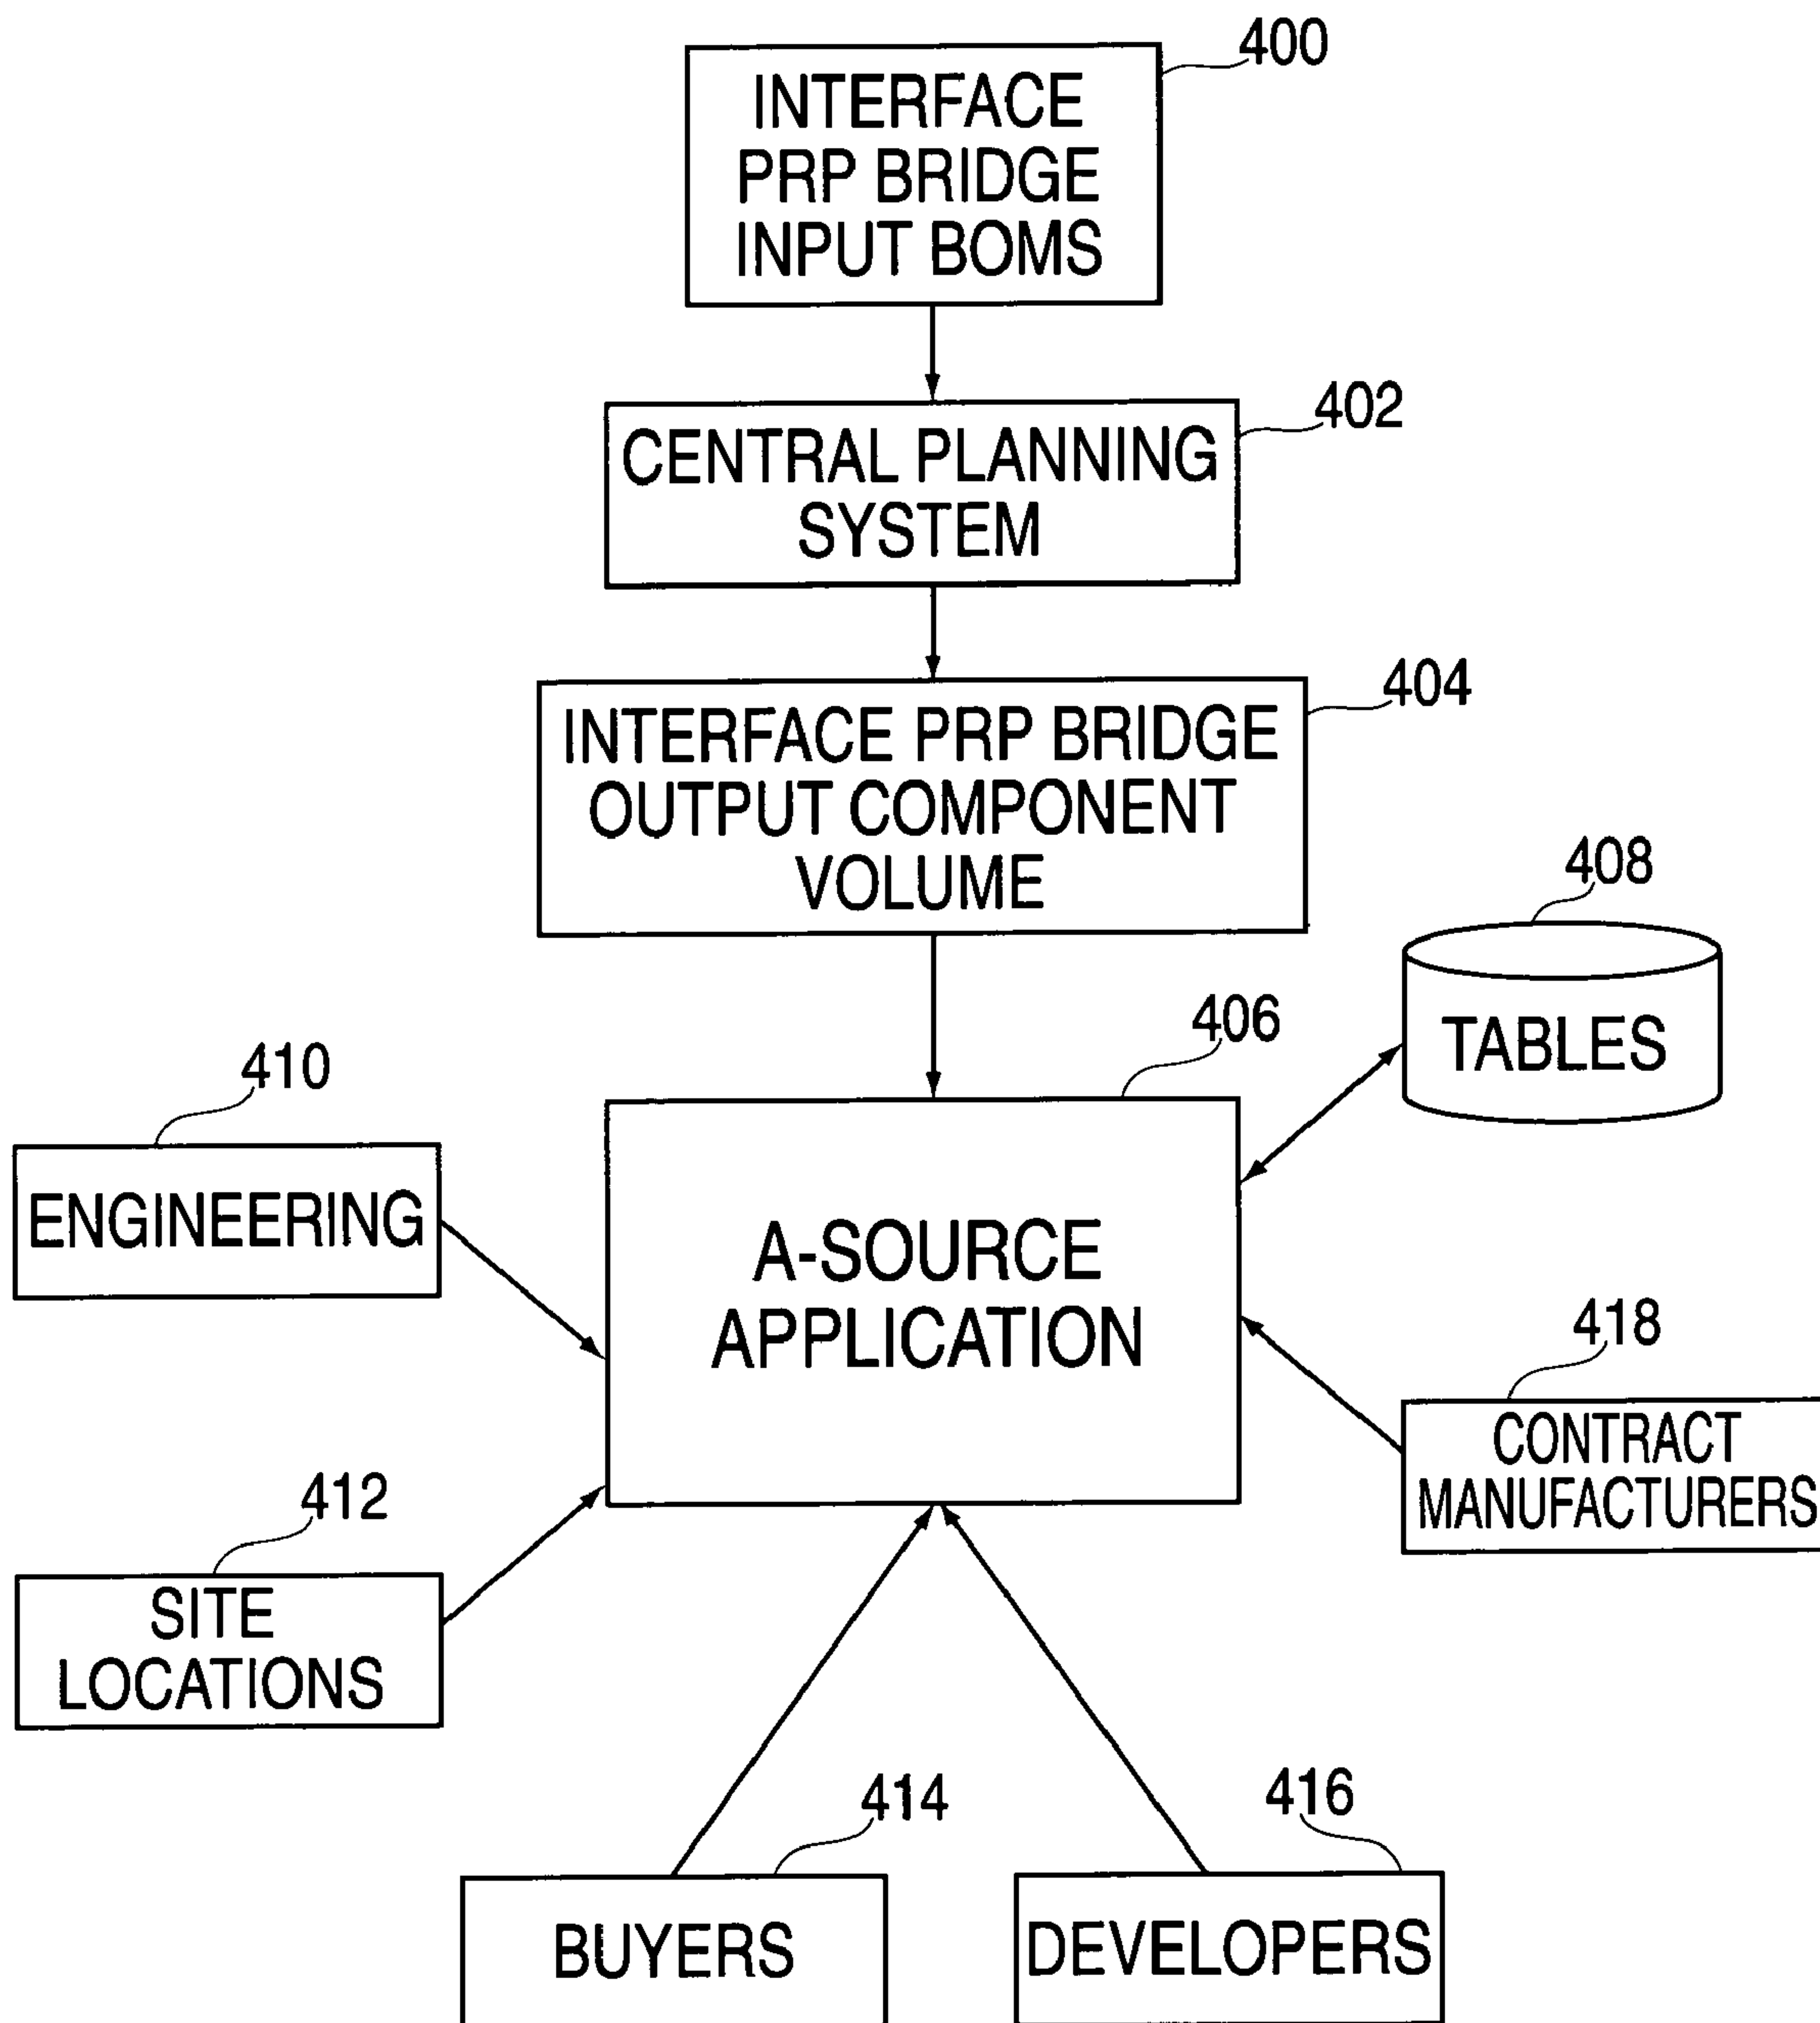 400
INTERFACE
PRP BRIDGE
INPUT BOMS
402
CENTRAL PLANNING
SYSTEM
404
INTERFACE PRP BRIDGE
OUTPUT COMPONENT
VOLUME
408
TABLES
406
A-SOURCE
APPLICATION
410
ENGINEERING
418
CONTRACT
MANUFACTURERS
412
SITE
LOCATIONS
414
BUYERS
416
DEVELOPERS